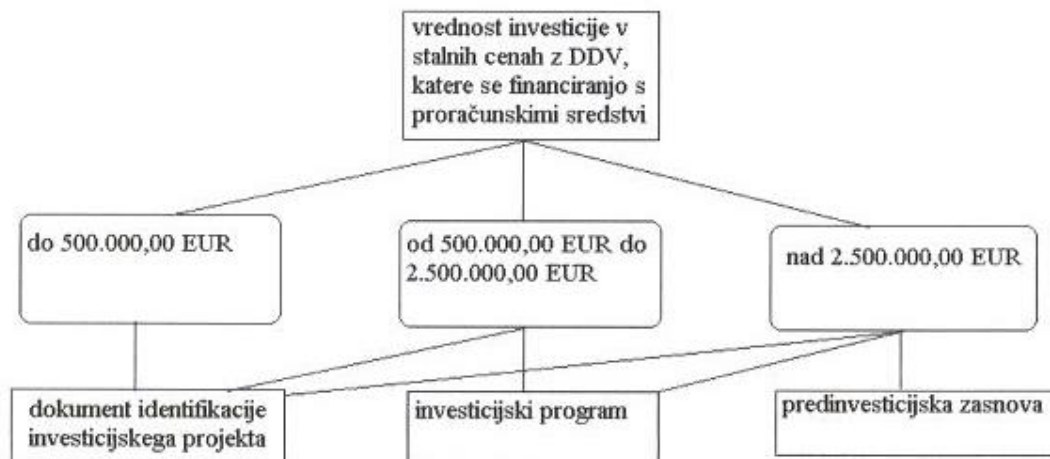 vrednost investicije v
stalnih cenah z DDV,
katere se financiranjo s
proračunskimi sredstvi
do 500.000,00 EUR
od 500.000,00 EUR do
2.500.000,00 EUR
nad 2.500.000,00 EUR
dokument identifikacije
investicijskega projekta
investicijski program
predinvesticijska zasnova